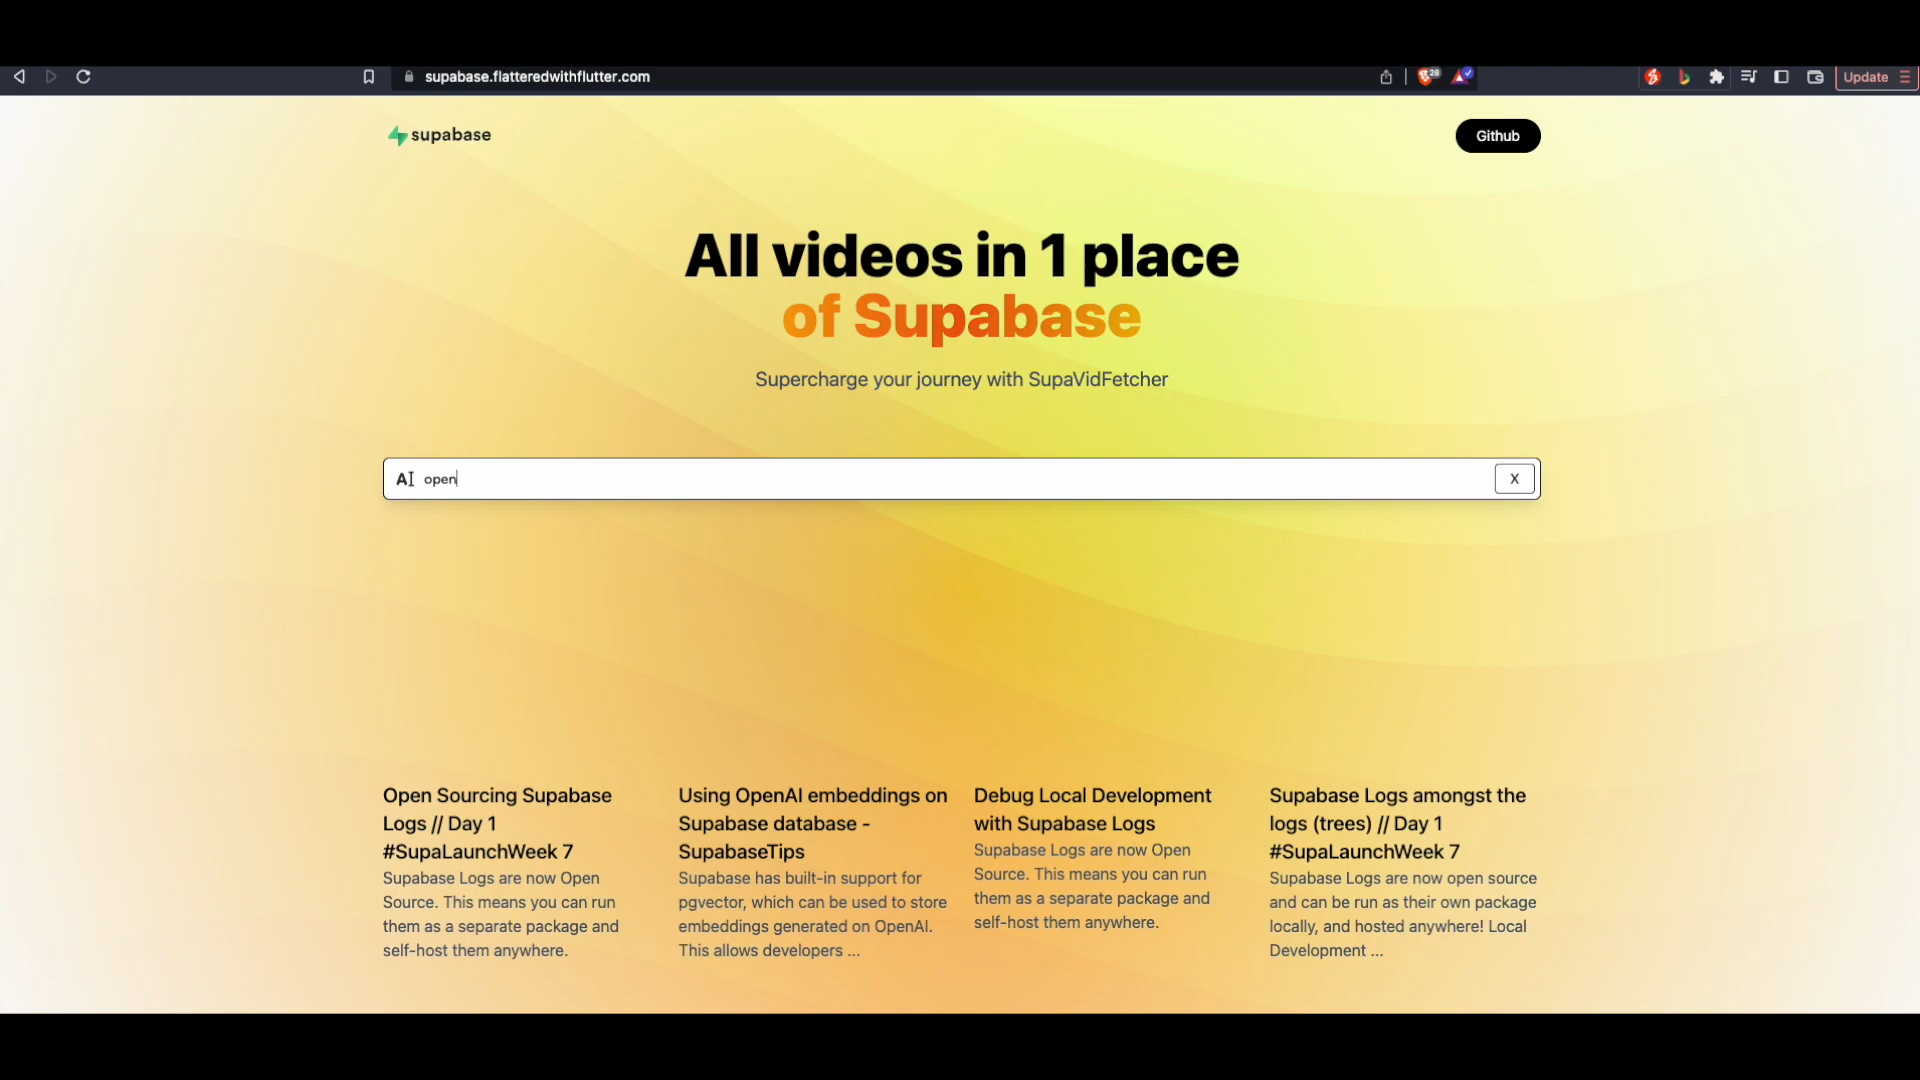 supabase.flatteredwithflutter.com
28
Update
supabase
Github
All videos in 1 place
of Supabase
Supercharge your journey with SupaVidFetcher
AI open
X
Open Sourcing Supabase
Logs // Day 1
#SupaLaunchWeek 7
Supabase Logs are now Open
Source. This means you can run
them as a separate package and
self-host them anywhere.
Using OpenAI embeddings on
Supabase database -
SupabaseTips
Supabase has built-in support for
pgvector, which can be used to store
embeddings generated on OpenAI.
This allows developers ...
Debug Local Development
with Supabase Logs
Supabase Logs are now Open
Source. This means you can run
them as a separate package and
self-host them anywhere.
Supabase Logs amongst the
logs (trees) // Day 1
#SupaLaunchWeek 7
Supabase Logs are now open source
and can be run as their own package
locally, and hosted anywhere! Local
Development ...